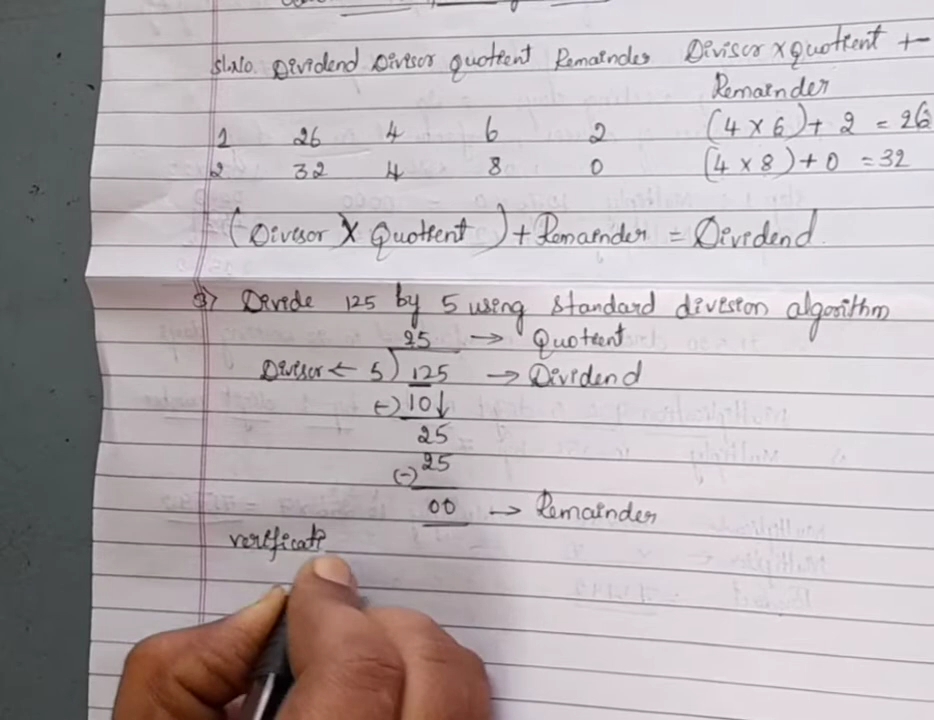 Sl.No. Dividend Divisor Quotient Remainder Divisor × Quotient +
Remainder
1 26 4 6 2 (4 × 6) + 2 = 26
2 32 4 8 0 (4 × 8) + 0 = 32
(Divisor × Quotient) + Remainder = Dividend.
3) Divide 125 by 5 using standard division algorithm
25 → Quotient
Divisor ← 5) 125 → Dividend
(-) 10↓
25
(-) 25
00 → Remainder
verificati